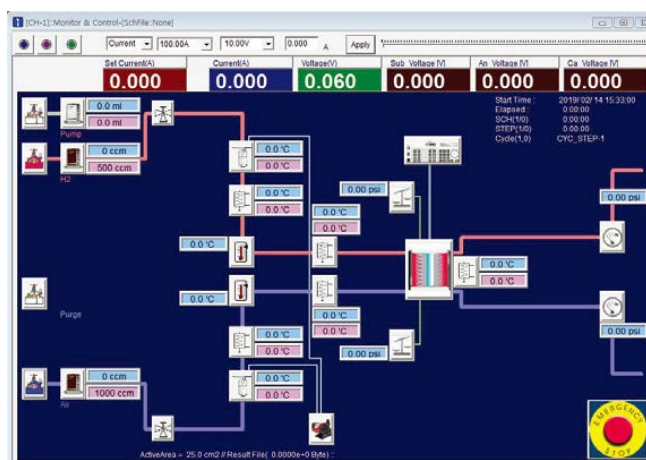 [CH-1]::Monitor & Control-[SchFile::None]
Current 100.00A 10.00V 0.000 A Apply
Set Current(A) Current(A) Voltage(V) Sub Voltage [V] An Voltage [V] Ca Voltage [V]
0.000 0.000 0.060 0.000 0.000 0.000
Start Time : 2019/ 02/ 14 15:33:00
Elapsed : 0:00:00
SCH(1/0) 0:00:00
STEP(1/0) 0:00:00
Cycle(1,0) CYC_STEP-1
0.0 ml
0.0 ml
Pump
0 ccm
500 ccm
H2
0.0 'C
0.0 'C
0.0 'C
0.0 'C
0.00 psi
0.00 psi
0.0 'C
0.0 'C
0.0 'C
0.0 'C
0.0 'C
0.0 'C
0.0 'C
0.0 'C
Purge
0.0 'C
0.0 'C
0.00 psi
0.00 psi
0 ccm
1000 ccm
Air
0.0 'C
0.0 'C
EMERGENCY
STOP
ActiveArea = 25.0 cm2 // Result File( 0.0000e+0 Byte) ::